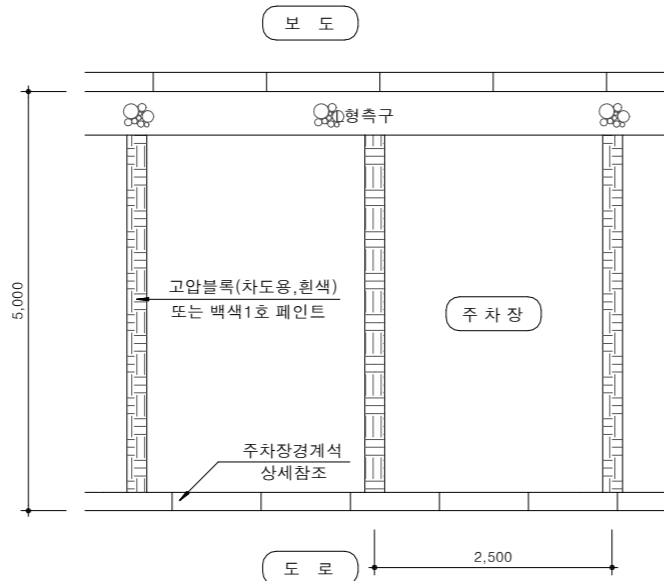 보 도
L형측구
5,000
고압블록(차도용,흰색)
또는 백색1호 페인트
주 차 장
주차장경계석
상세참조
2,500
도 로